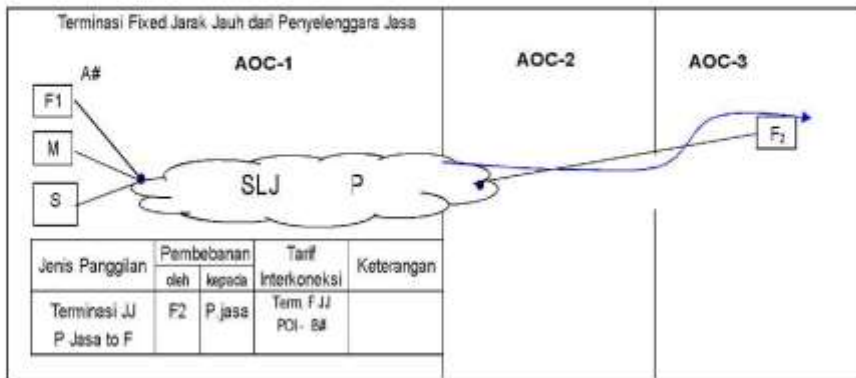 Terminasi Fixed Jarak Jauh dari Penyelenggara Jasa
AOC-1
AOC-2
AOC-3
A#
F1
M
S
SLJ P
F2
Jenis Panggilan
Pembebanan
oleh
kepada
Tarif
Interkoneksi
Keterangan
Terminasi JJ
P Jasa to F
F2
P.jasa
Term. F JJ
POI - B#